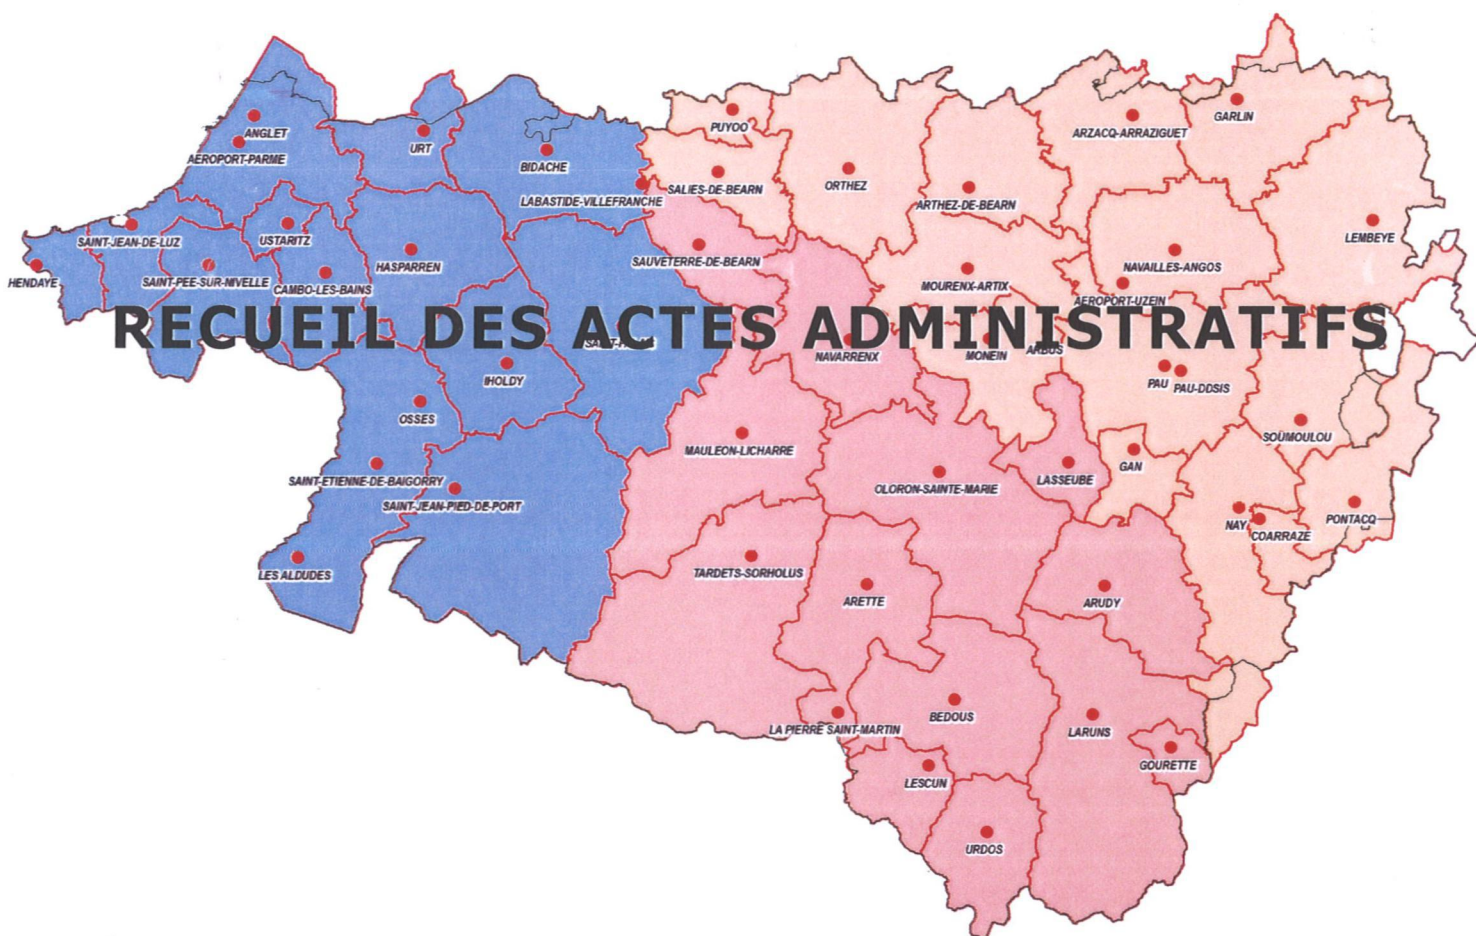 ANGLET
AEROPORT-PARME
URT
BIDACHE
LABASTIDE-VILLEFRANCHE
PUYOO
SALIES-DE-BEARN
ORTHEZ
ARTHEZ-DE-BEARN
ARZACQ-ARRAZIGUET
GARLIN
LEMBEYE
SAINT-JEAN-DE-LUZ
USTARITZ
HENDAYE
SAINT-PEE-SUR-NIVELLE
CAMBO-LES-BAINS
HASPARREN
SAUVETERRE-DE-BEARN
MOURENX-ARTIX
NAVAILLES-ANGOS
AEROPORT-UZEIN
RECUEIL DES ACTES ADMINISTRATIFS
NAVARRENX
MONEIN
ARBUS
IHOLDY
PAU
PAU-DDSIS
OSSES
SOUMOULOU
MAULEON-LICHARRE
GAN
LASSEUBE
OLORON-SAINTE-MARIE
SAINT-ETIENNE-DE-BAIGORRY
SAINT-JEAN-PIED-DE-PORT
NAY
COARRAZE
PONTACQ
LES ALDUDES
TARDETS-SORHOLUS
ARETTE
ARUDY
LA PIERRE SAINT-MARTIN
BEDOUS
LARUNS
GOURETTE
LESCUN
URDOS